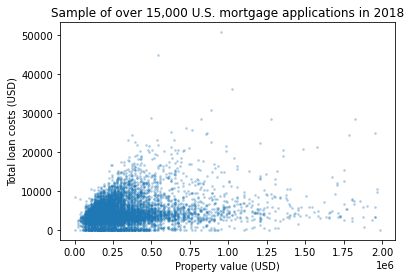 Sample of over 15,000 U.S. mortgage applications in 2018
Total loan costs (USD)
50000
40000
30000
20000
10000
0
0.00 0.25 0.50 0.75 1.00 1.25 1.50 1.75 2.00
1e6
Property value (USD)